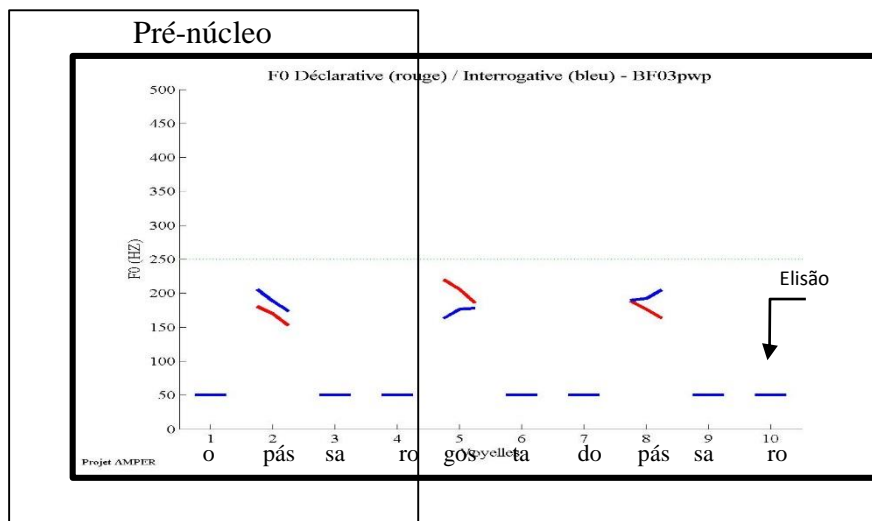 Pré-núcleo
F0 Déclarative (rouge) / Interrogative (bleu) - BF03pwp
500
450
400
350
300
250
200
150
100
50
0
F0 (HZ)
Elisão
1 2 3 4 5 6 7 8 9 10
Voyelles
o pás sa ro gos ta do pás sa ro
Projet AMPER